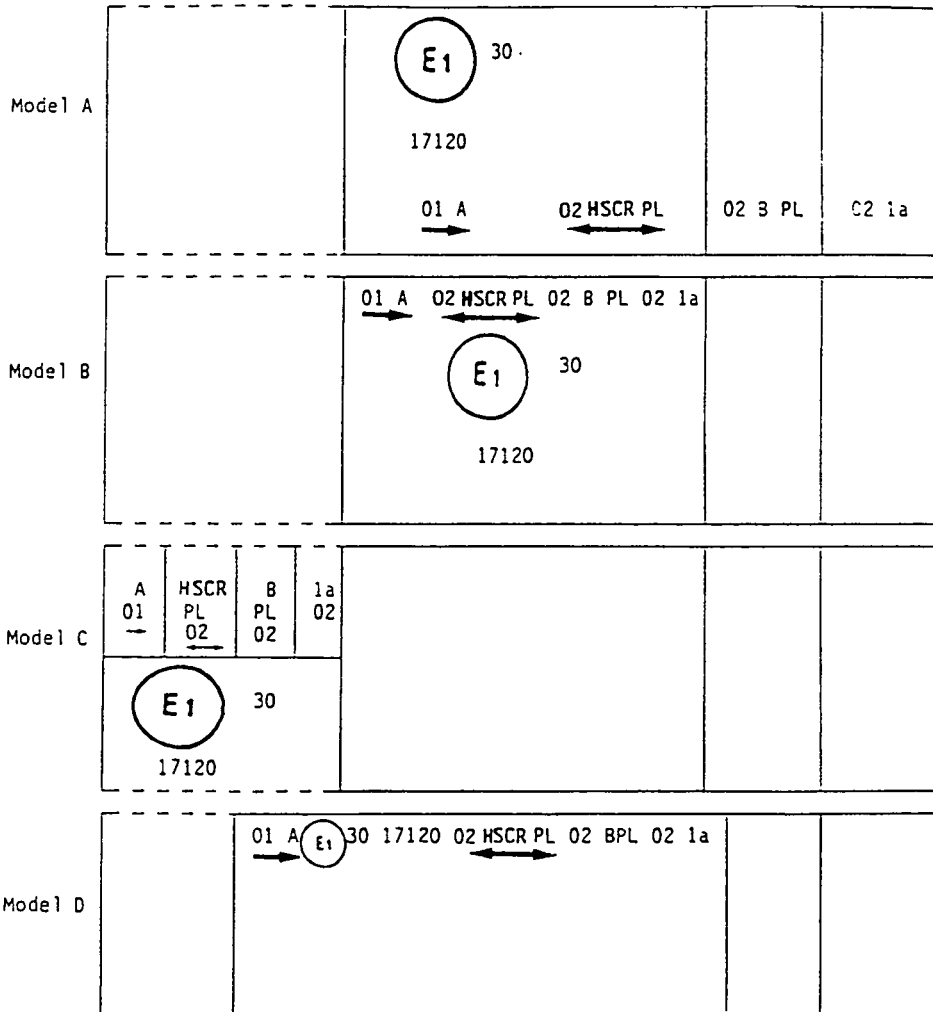 E1 30
Model A
17120
01 A 02 HSCR PL 02 B PL C2 1a
01 A 02 HSCR PL 02 B PL 02 1a
Model B
E1 30
17120
A HSCR B 1a
01 PL PL 02
02 02
Model C
E1 30
17120
01 A E1 30 17120 02 HSCR PL 02 BPL 02 1a
Model D